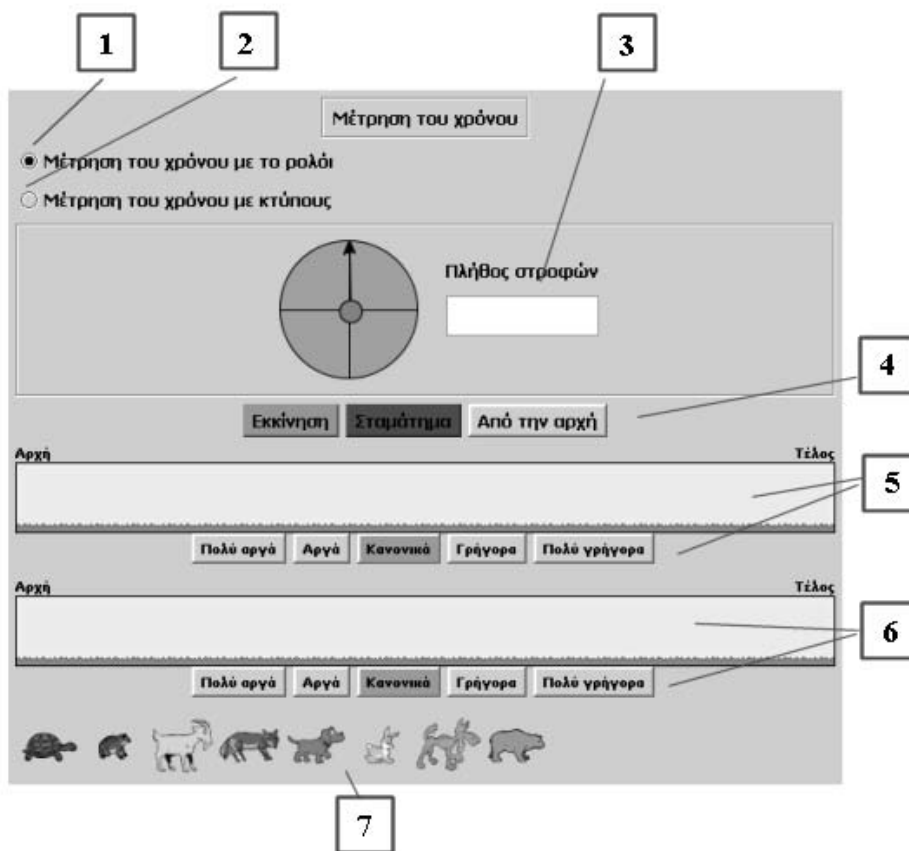 1 2 3
Μέτρηση του χρόνου
Μέτρηση του χρόνου με το ρολόι
Μέτρηση του χρόνου με κτύπους
Πλήθος στροφών
4
Εκκίνηση Σταμάτημα Από την αρχή
Αρχή Τέλος
5
Πολύ αργά Αργά Κανονικά Γρήγορα Πολύ γρήγορα
Αρχή Τέλος
6
Πολύ αργά Αργά Κανονικά Γρήγορα Πολύ γρήγορα
7